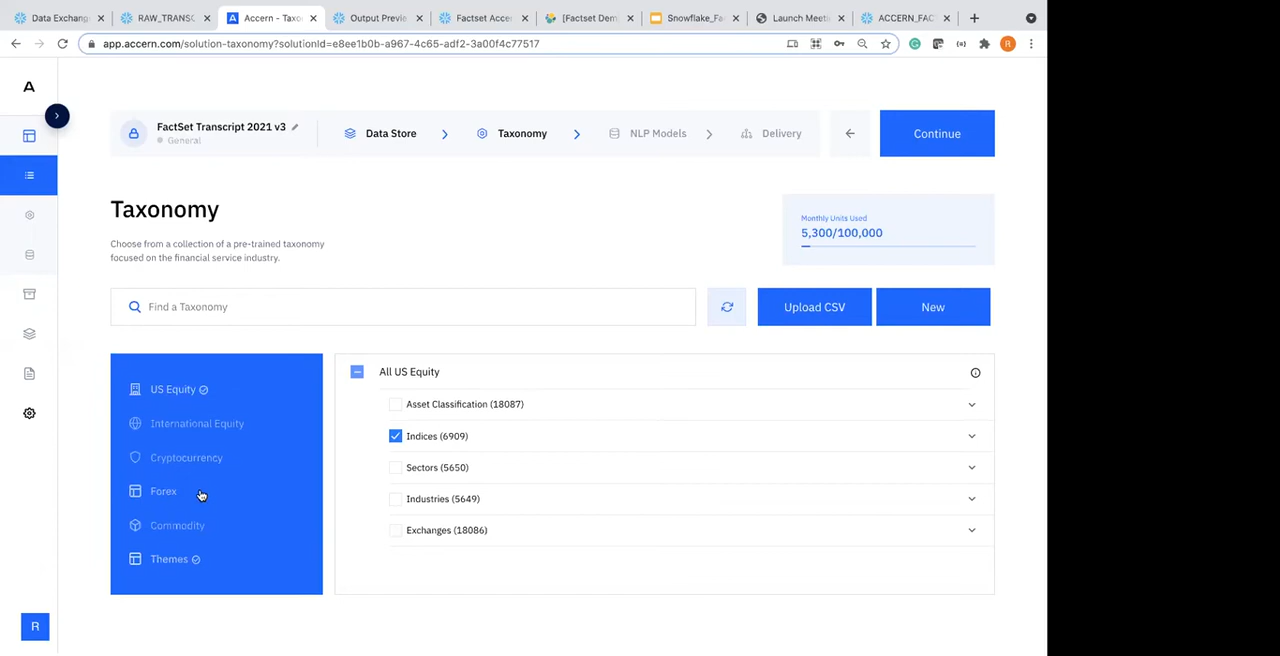 Data Exchang
RAW_TRANS
Accern - Taxo
Output Previe
Factset Acce
[Factset Dem
Snowflake_Fa
Launch Meeti
ACCERN_FAC
app.accern.com/solution-taxonomy?solutionId=e8ee1b0b-a967-4c65-adf2-3a00f4c77517
R
A
FactSet Transcript 2021 v3
General
Data Store
Taxonomy
NLP Models
Delivery
Continue
Taxonomy
Choose from a collection of a pre-trained taxonomy
focused on the financial service industry.
Monthly Units Used
5,300/100,000
Find a Taxonomy
Upload CSV
New
US Equity
International Equity
Cryptocurrency
Forex
Commodity
Themes
All US Equity
Asset Classification (18087)
Indices (6909)
Sectors (5650)
Industries (5649)
Exchanges (18086)
R